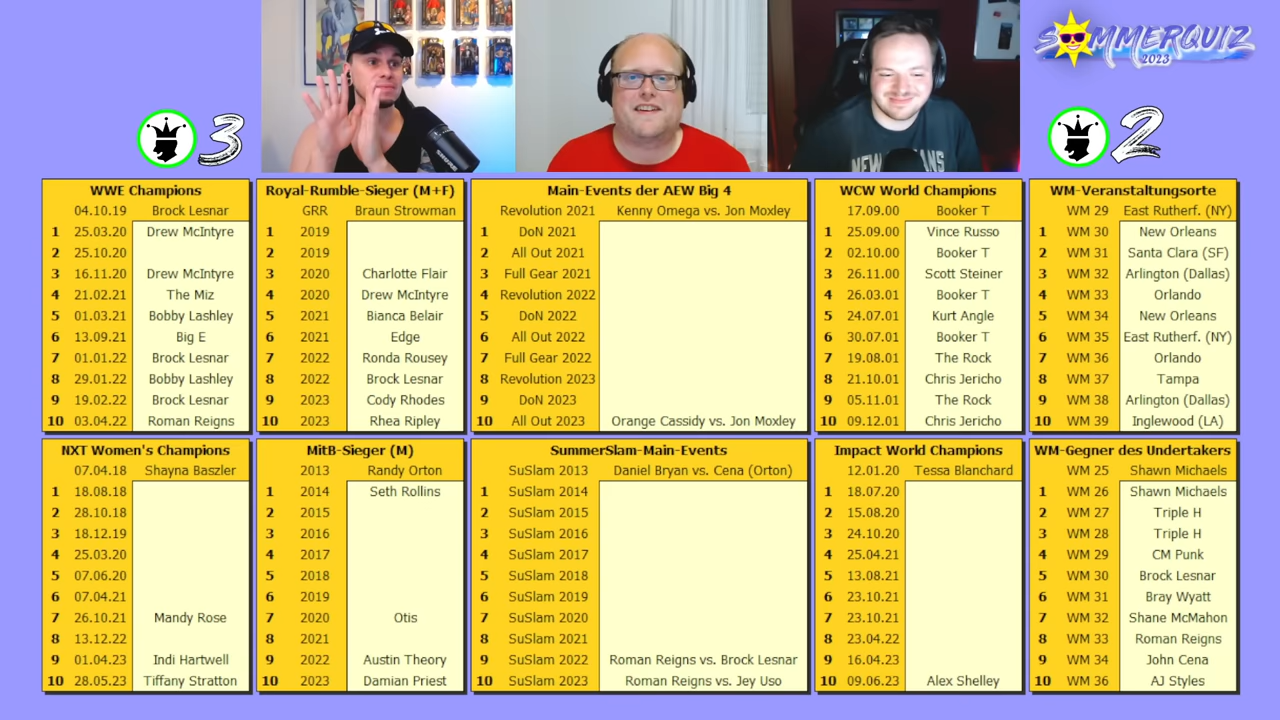 SOMMERQUIZ
2023
3
2
SHURE
NEW
WWE Champions
04.10.19 Brock Lesnar
1 25.03.20 Drew McIntyre
2 25.10.20
3 16.11.20 Drew McIntyre
4 21.02.21 The Miz
5 01.03.21 Bobby Lashley
6 13.09.21 Big E
7 01.01.22 Brock Lesnar
8 29.01.22 Bobby Lashley
9 19.02.22 Brock Lesnar
10 03.04.22 Roman Reigns
Royal-Rumble-Sieger (M+F)
GRR Braun Strowman
1 2019
2 2019
3 2020 Charlotte Flair
4 2020 Drew McIntyre
5 2021 Bianca Belair
6 2021 Edge
7 2022 Ronda Rousey
8 2022 Brock Lesnar
9 2023 Cody Rhodes
10 2023 Rhea Ripley
Main-Events der AEW Big 4
Revolution 2021 Kenny Omega vs. Jon Moxley
1 DoN 2021
2 All Out 2021
3 Full Gear 2021
4 Revolution 2022
5 DoN 2022
6 All Out 2022
7 Full Gear 2022
8 Revolution 2023
9 DoN 2023
10 All Out 2023 Orange Cassidy vs. Jon Moxley
WCW World Champions
17.09.00 Booker T
1 25.09.00 Vince Russo
2 02.10.00 Booker T
3 26.11.00 Scott Steiner
4 26.03.01 Booker T
5 24.07.01 Kurt Angle
6 30.07.01 Booker T
7 19.08.01 The Rock
8 21.10.01 Chris Jericho
9 05.11.01 The Rock
10 09.12.01 Chris Jericho
WM-Veranstaltungsorte
WM 29 East Rutherf. (NY)
1 WM 30 New Orleans
2 WM 31 Santa Clara (SF)
3 WM 32 Arlington (Dallas)
4 WM 33 Orlando
5 WM 34 New Orleans
6 WM 35 East Rutherf. (NY)
7 WM 36 Orlando
8 WM 37 Tampa
9 WM 38 Arlington (Dallas)
10 WM 39 Inglewood (LA)
NXT Women's Champions
07.04.18 Shayna Baszler
1 18.08.18
2 28.10.18
3 18.12.19
4 25.03.20
5 07.06.20
6 07.04.21
7 26.10.21 Mandy Rose
8 13.12.22
9 01.04.23 Indi Hartwell
10 28.05.23 Tiffany Stratton
MitB-Sieger (M)
2013 Randy Orton
1 2014 Seth Rollins
2 2015
3 2016
4 2017
5 2018
6 2019
7 2020 Otis
8 2021
9 2022 Austin Theory
10 2023 Damian Priest
SummerSlam-Main-Events
SuSlam 2013 Daniel Bryan vs. Cena (Orton)
1 SuSlam 2014
2 SuSlam 2015
3 SuSlam 2016
4 SuSlam 2017
5 SuSlam 2018
6 SuSlam 2019
7 SuSlam 2020
8 SuSlam 2021
9 SuSlam 2022 Roman Reigns vs. Brock Lesnar
10 SuSlam 2023 Roman Reigns vs. Jey Uso
Impact World Champions
12.01.20 Tessa Blanchard
1 18.07.20
2 15.08.20
3 24.10.20
4 25.04.21
5 13.08.21
6 23.10.21
7 23.10.21
8 23.04.22
9 16.04.23
10 09.06.23 Alex Shelley
WM-Gegner des Undertakers
WM 25 Shawn Michaels
1 WM 26 Shawn Michaels
2 WM 27 Triple H
3 WM 28 Triple H
4 WM 29 CM Punk
5 WM 30 Brock Lesnar
6 WM 31 Bray Wyatt
7 WM 32 Shane McMahon
8 WM 33 Roman Reigns
9 WM 34 John Cena
10 WM 36 AJ Styles